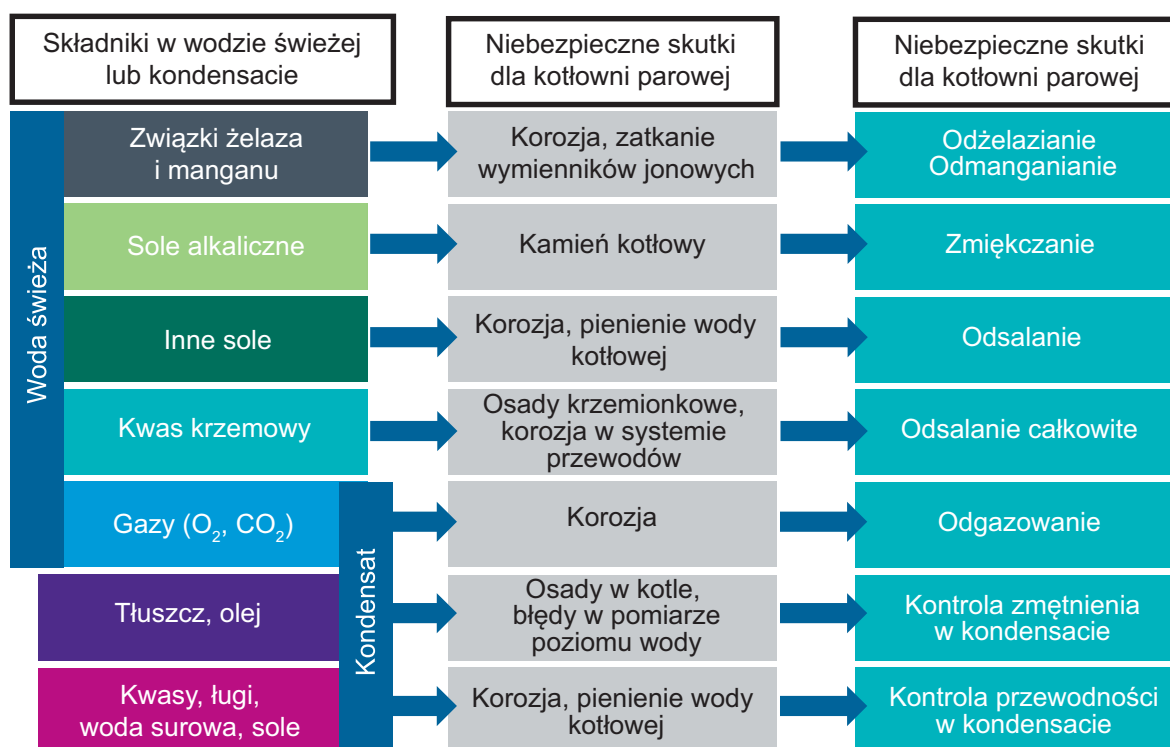 Składniki w wodzie świeżej
lub kondensacie
Niebezpieczne skutki
dla kotłowni parowej
Niebezpieczne skutki
dla kotłowni parowej
Woda świeża
Związki żelaza
i manganu
Korozja, zatkanie
wymienników jonowych
Odżelazianie
Odmanganianie
Sole alkaliczne
Kamień kotłowy
Zmiękczanie
Inne sole
Korozja, pienienie wody
kotłowej
Odsalanie
Kwas krzemowy
Osady krzemionkowe,
korozja w systemie
przewodów
Odsalanie całkowite
Kondensat
Gazy (O₂, CO₂)
Korozja
Odgazowanie
Tłuszcz, olej
Osady w kotle,
błędy w pomiarze
poziomu wody
Kontrola zmętnienia
w kondensacie
Kwasy, ługi,
woda surowa, sole
Korozja, pienienie wody
kotłowej
Kontrola przewodności
w kondensacie